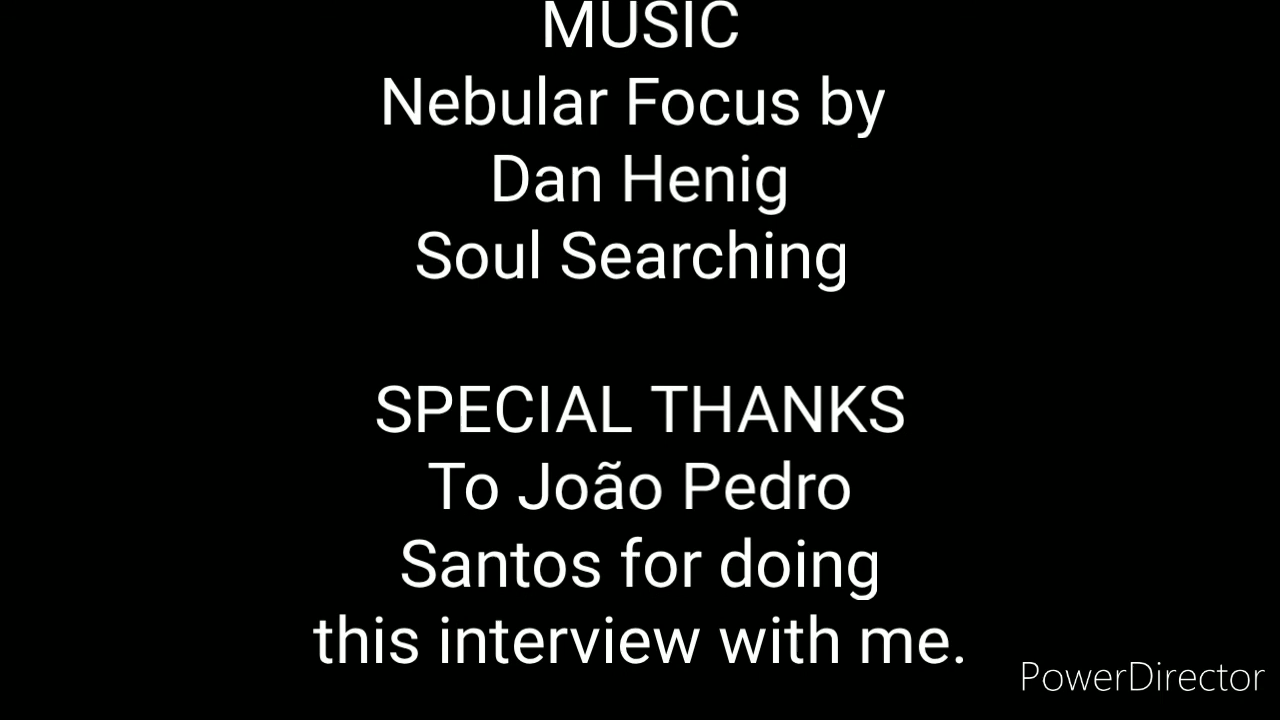 MUSIC
Nebular Focus by
Dan Henig
Soul Searching
SPECIAL THANKS
To João Pedro
Santos for doing
this interview with me.
PowerDirector